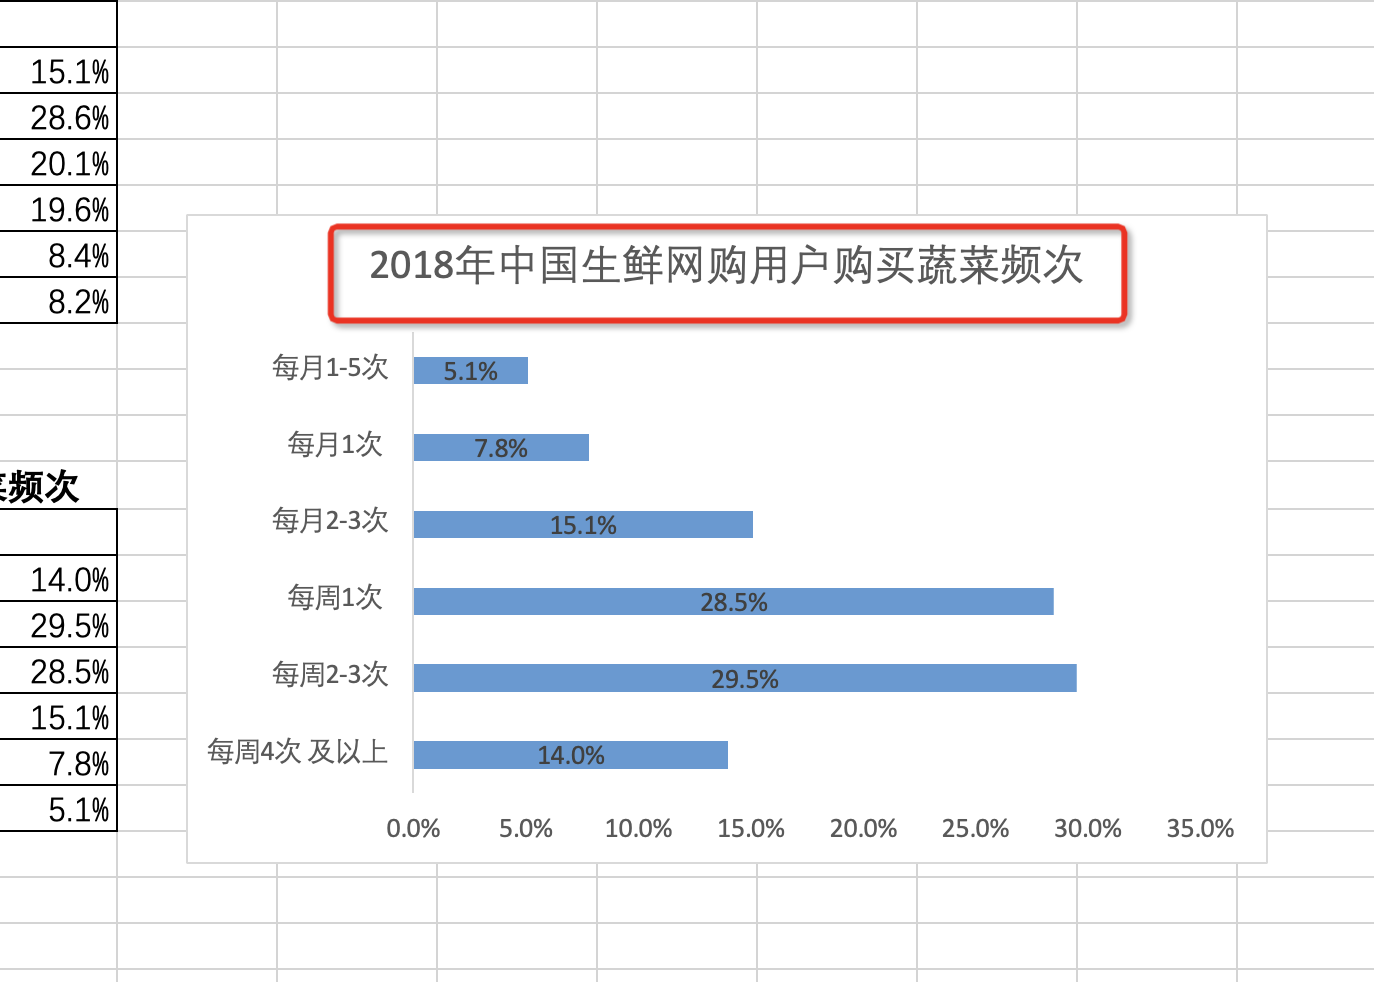 15.1%
28.6%
20.1%
19.6%
8.4%
8.2%
频次
14.0%
29.5%
28.5%
15.1%
7.8%
5.1%
2018年中国生鲜网购用户购买蔬菜频次
每月1-5次 5.1%
每月1次 7.8%
每月2-3次 15.1%
每周1次 28.5%
每周2-3次 29.5%
每周4次 及以上 14.0%
0.0% 5.0% 10.0% 15.0% 20.0% 25.0% 30.0% 35.0%